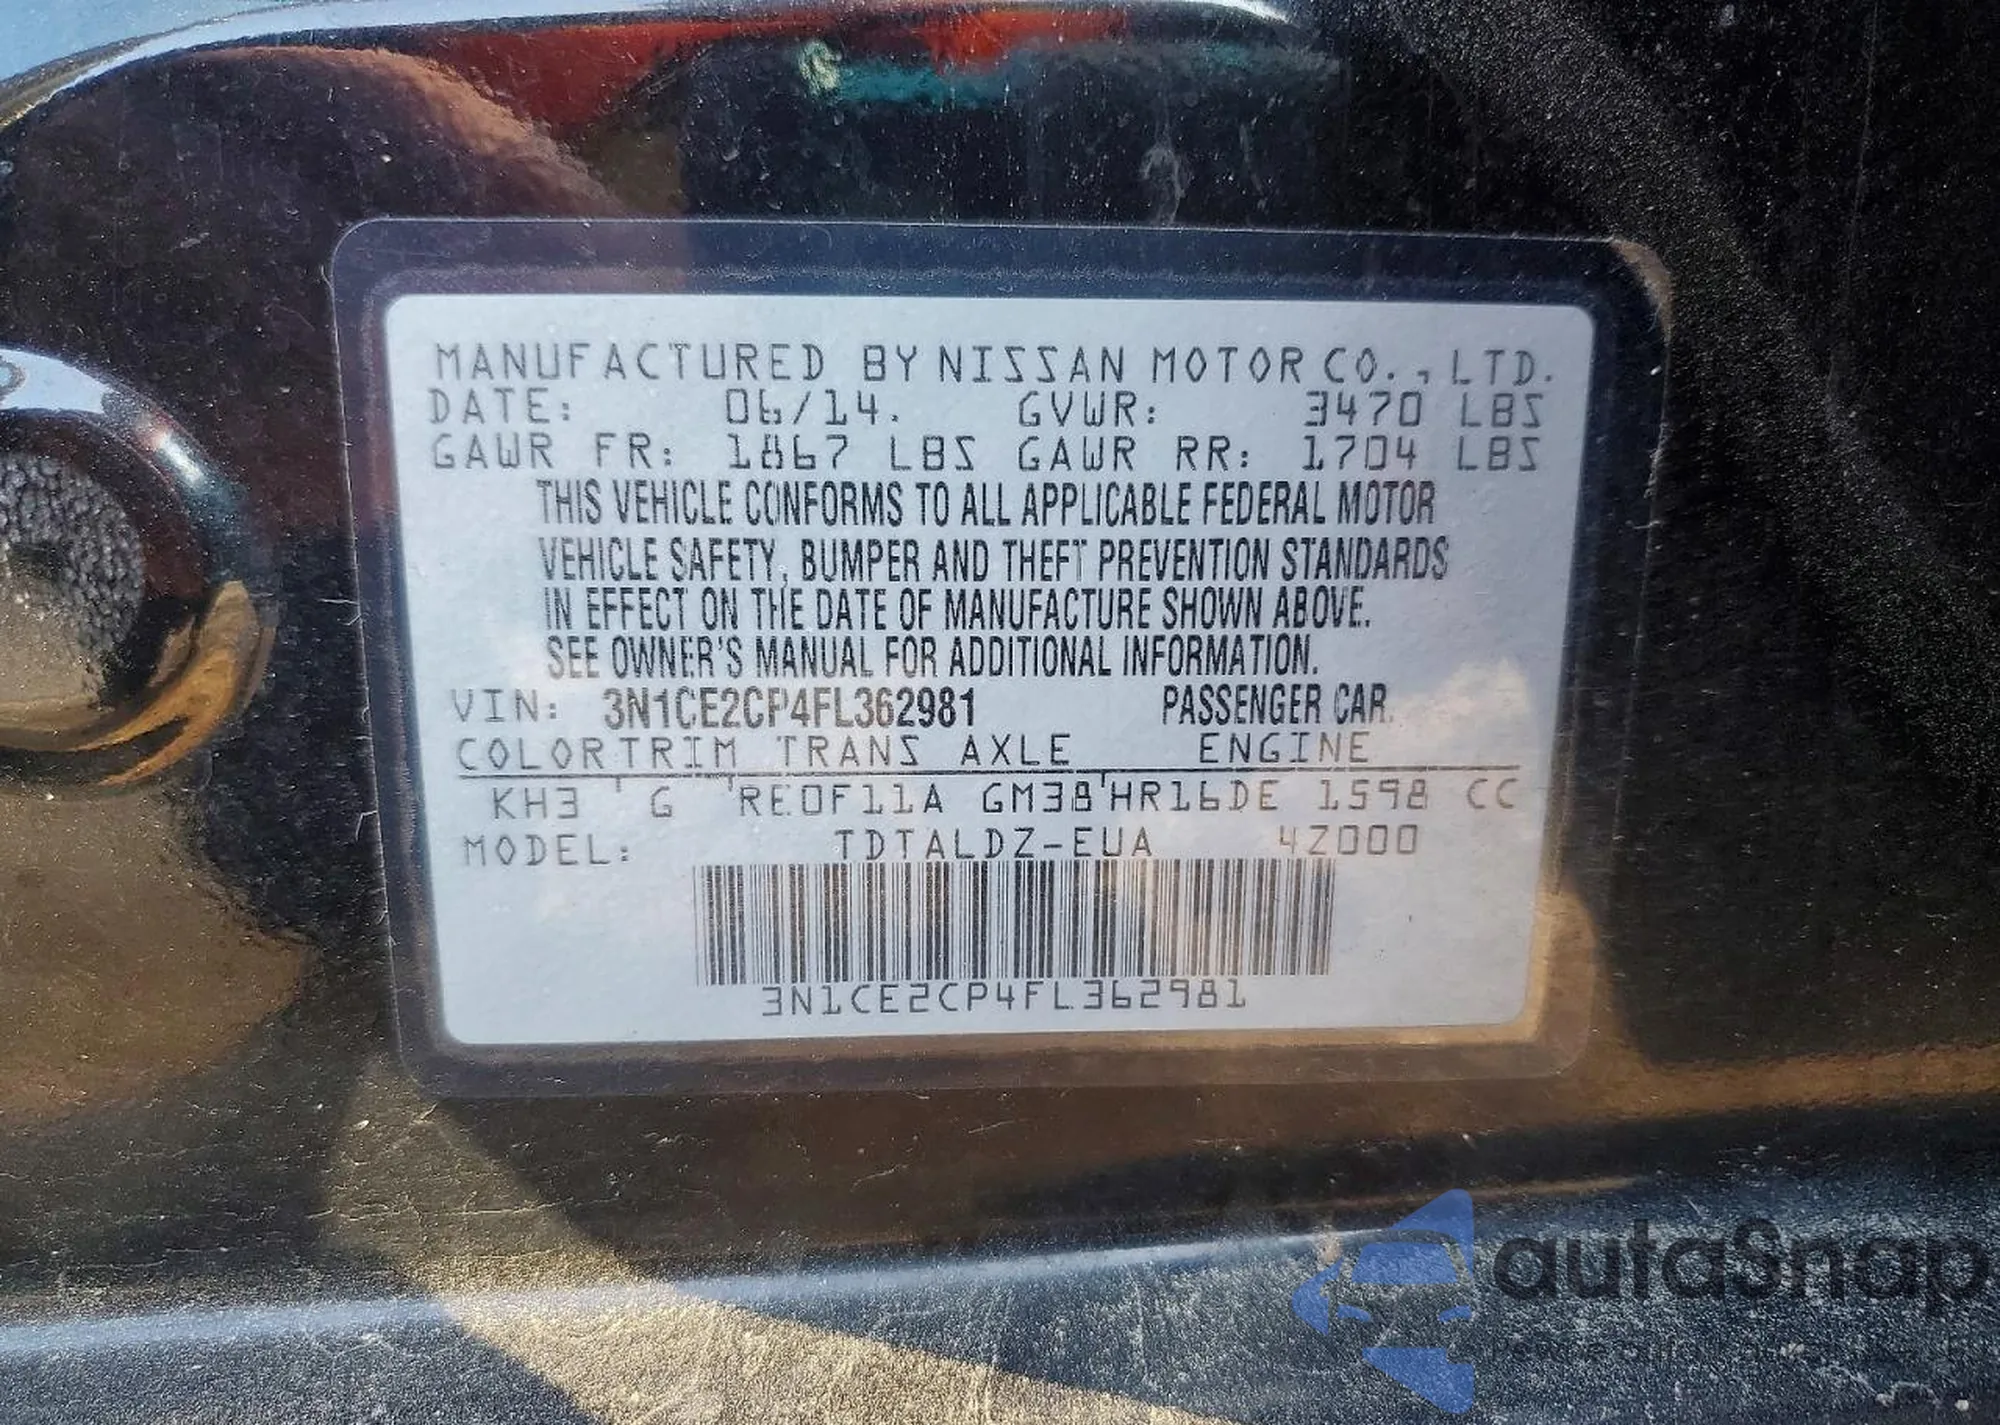 MANUFACTURED BY NISSAN MOTOR CO., LTD.
DATE: 06/14. GVWR: 3470 LBS
GAWR FR: 1867 LBS GAWR RR: 1704 LBS
THIS VEHICLE CONFORMS TO ALL APPLICABLE FEDERAL MOTOR
VEHICLE SAFETY, BUMPER AND THEFT PREVENTION STANDARDS
IN EFFECT ON THE DATE OF MANUFACTURE SHOWN ABOVE.
SEE OWNER'S MANUAL FOR ADDITIONAL INFORMATION.
VIN: 3N1CE2CP4FL362981 PASSENGER CAR
COLOR TRIM TRANS AXLE ENGINE
KH3 G RE0F11A GM38 HR16DE 1598 CC
MODEL: TDTALDZ-EUA 4Z000
3N1CE2CP4FL362981
autaSnap